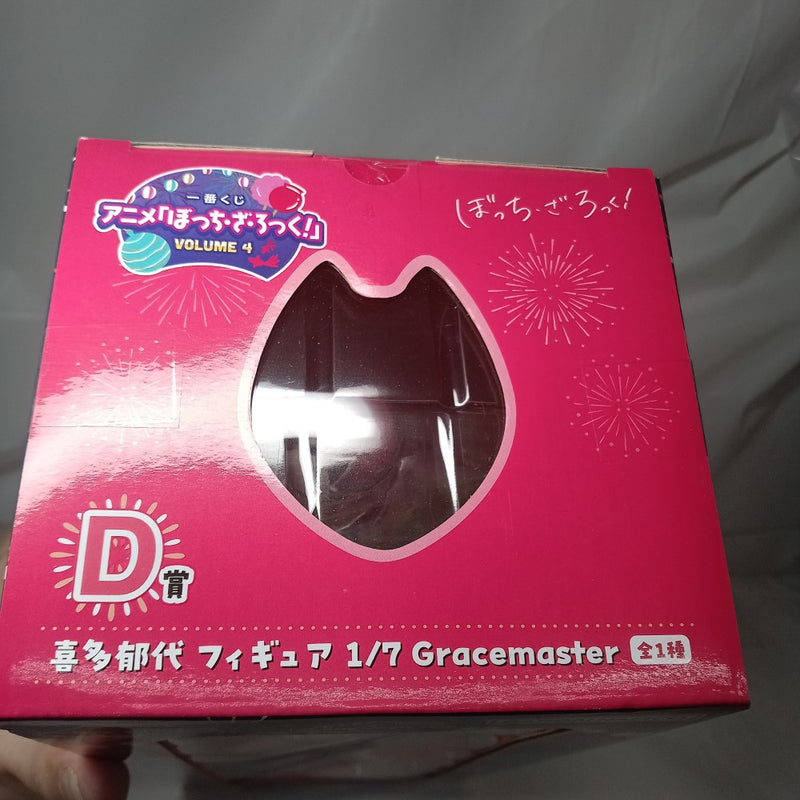 一番くじ
アニメ「ぼっち・ざ・ろっく!」
VOLUME 4
ぼっち・ざ・ろっく!
D賞
喜多郁代 フィギュア 1/7 Gracemaster 全1種